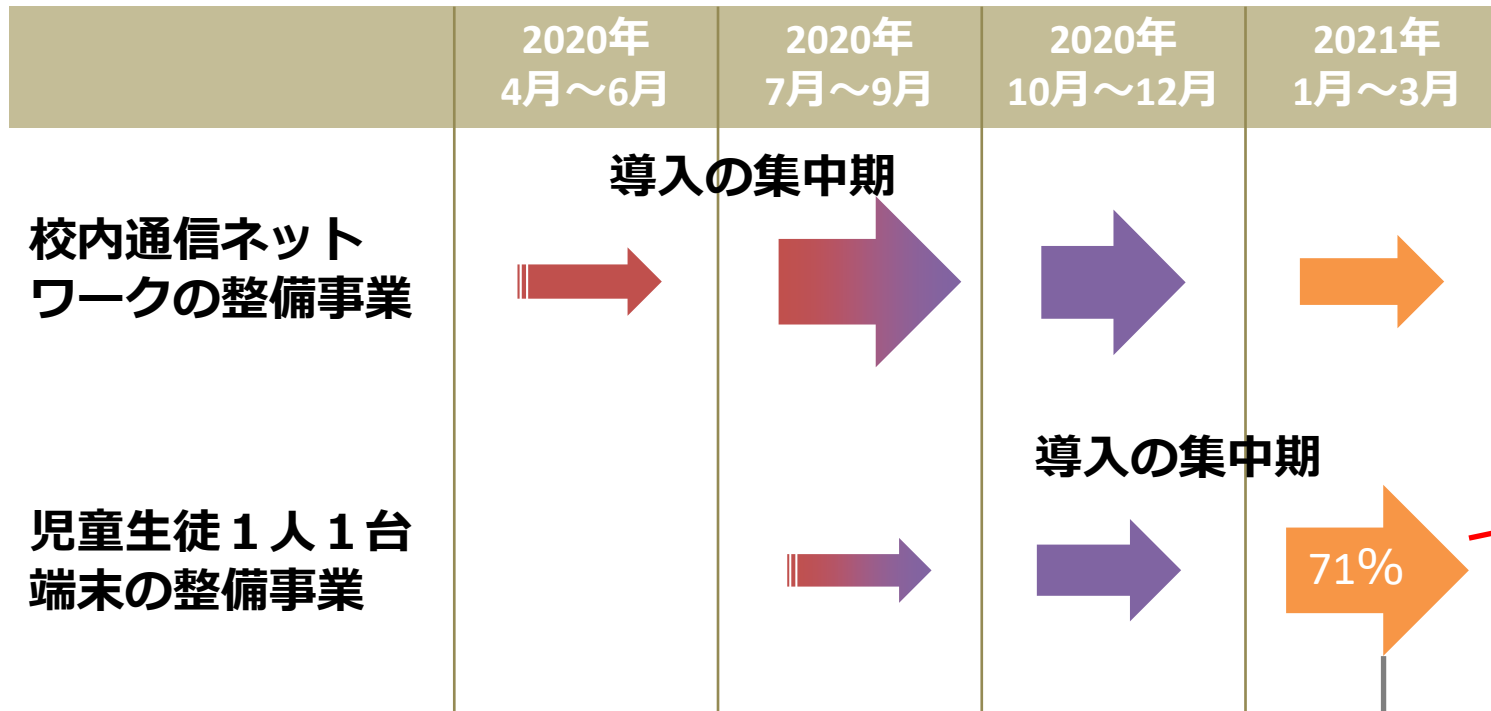 2020年
4月～6月
2020年
7月～9月
2020年
10月～12月
2021年
1月～3月
導入の集中期
校内通信ネット
ワークの整備事業
導入の集中期
児童生徒１人１台
端末の整備事業
71%